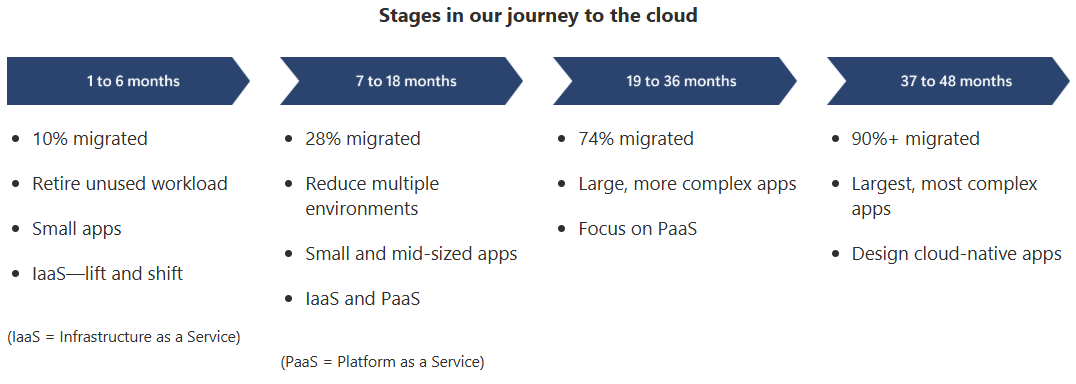 Stages in our journey to the cloud
1 to 6 months
10% migrated
Retire unused workload
Small apps
IaaS—lift and shift
(IaaS = Infrastructure as a Service)
7 to 18 months
28% migrated
Reduce multiple
environments
Small and mid-sized apps
IaaS and PaaS
(PaaS = Platform as a Service)
19 to 36 months
74% migrated
Large, more complex apps
Focus on PaaS
37 to 48 months
90%+ migrated
Largest, most complex
apps
Design cloud-native apps